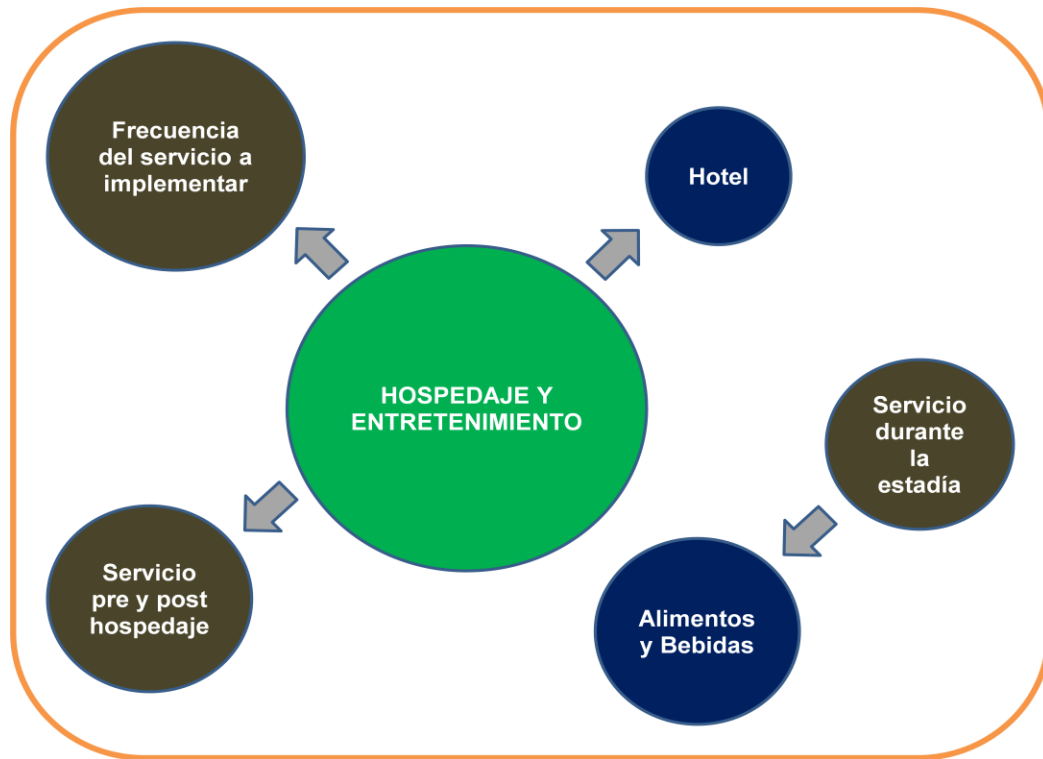 Frecuencia
del servicio a
implementar
Hotel
HOSPEDAJE Y
ENTRETENIMIENTO
Servicio
durante
la
estadía
Servicio
pre y post
hospedaje
Alimentos
y Bebidas